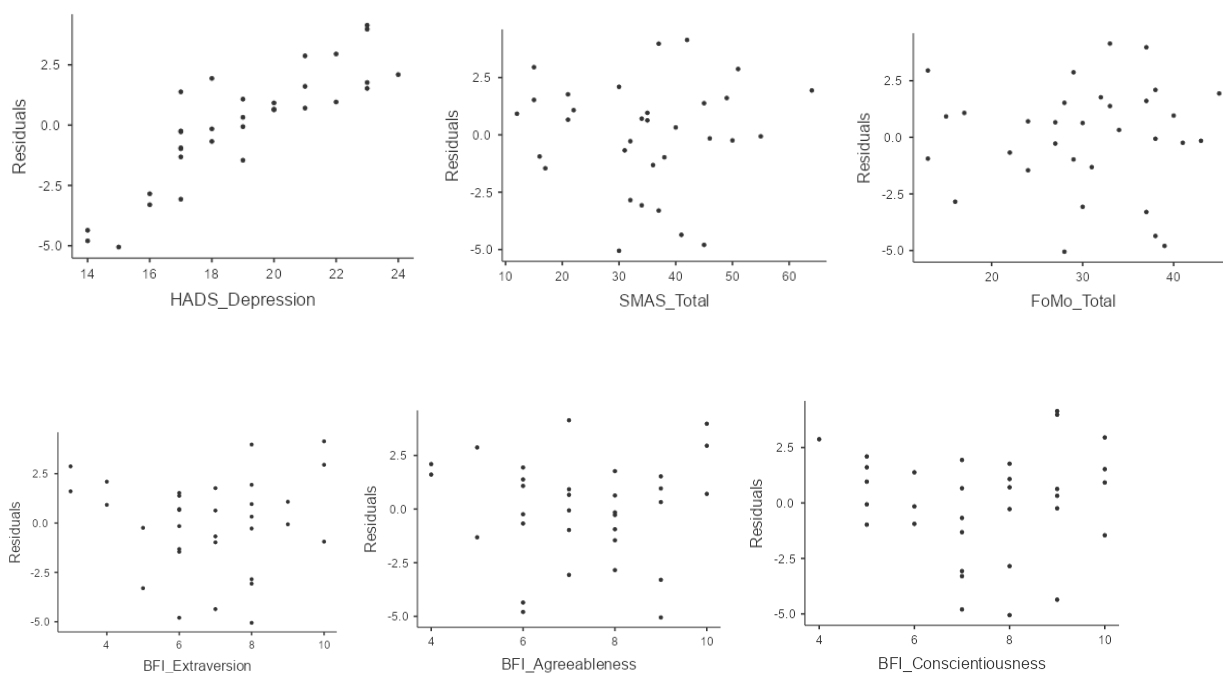 Residuals
2.5
0.0
-2.5
-5.0
14 16 18 20 22 24
HADS_Depression
Residuals
2.5
0.0
-2.5
-5.0
10 20 30 40 50 60
SMAS_Total
Residuals
2.5
0.0
-2.5
-5.0
20 40
FoMo_Total
Residuals
2.5
0.0
-2.5
-5.0
4 6 8 10
BFI_Extraversion
Residuals
2.5
0.0
-2.5
-5.0
4 6 8 10
BFI_Agreeableness
Residuals
2.5
0.0
-2.5
-5.0
4 6 8 10
BFI_Conscientiousness